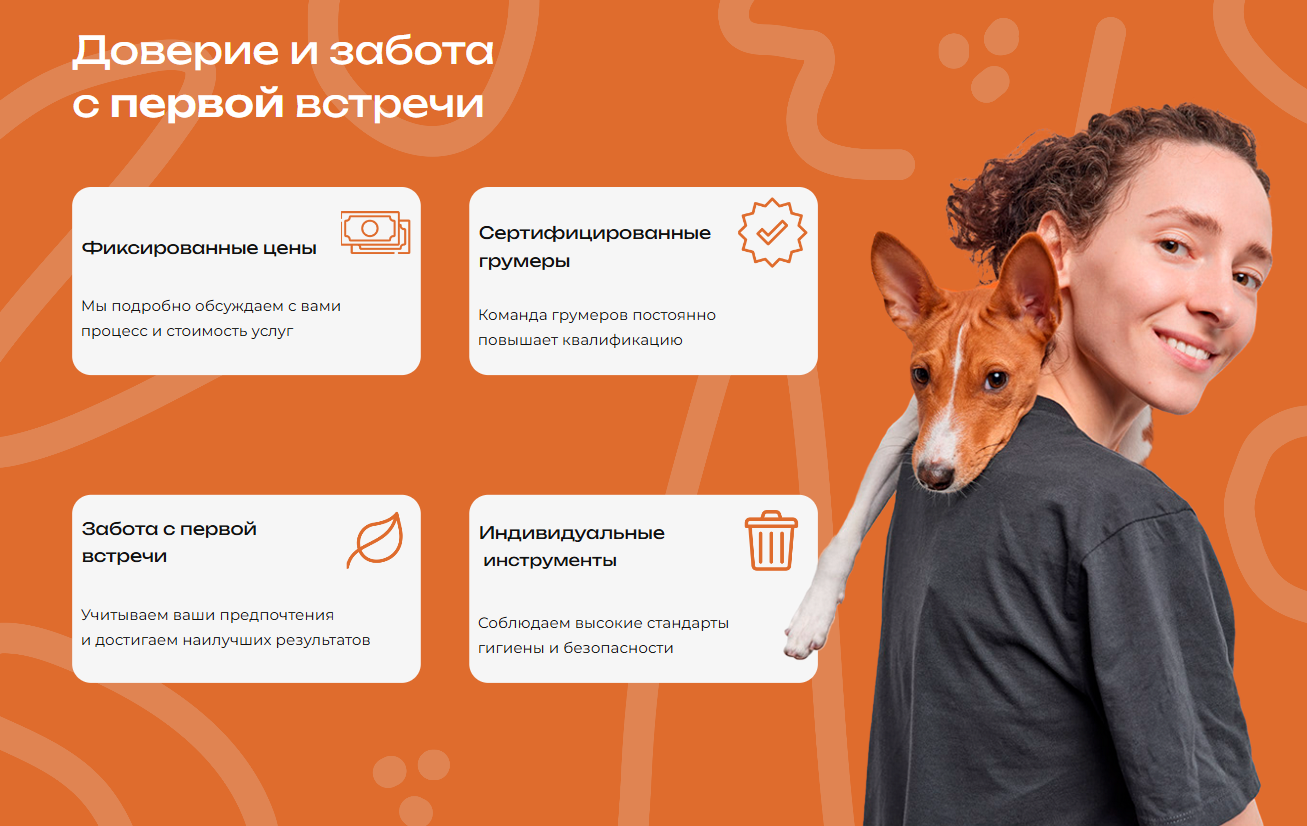 Доверие и забота
с первой встречи
Фиксированные цены
Мы подробно обсуждаем с вами
процесс и стоимость услуг
Сертифицированные
грумеры
Команда грумеров постоянно
повышает квалификацию
Забота с первой
встречи
Учитываем ваши предпочтения
и достигаем наилучших результатов
Индивидуальные
инструменты
Соблюдаем высокие стандарты
гигиены и безопасности